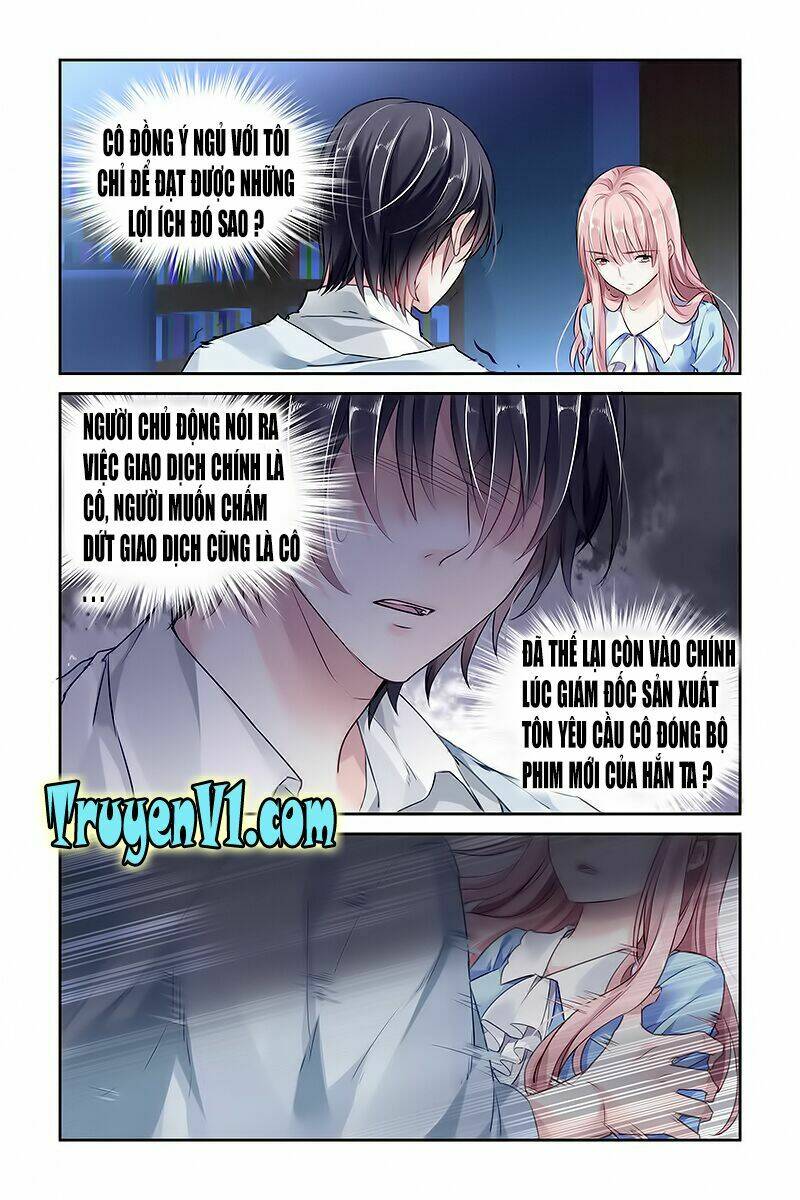 CÔ ĐỒNG Ý NGỦ VỚI TÔI
CHỈ ĐỂ ĐẠT ĐƯỢC NHỮNG
LỢI ÍCH ĐÓ SAO ?
NGƯỜI CHỦ ĐỘNG NÓI RA
VIỆC GIAO DỊCH CHÍNH LÀ
CÔ, NGƯỜI MUỐN CHẤM
DỨT GIAO DỊCH CŨNG LÀ CÔ
...
ĐÃ THẾ LẠI CÒN VÀO CHÍNH
LÚC GIÁM ĐỐC SẢN XUẤT
TÔN YÊU CẦU CÔ ĐÓNG BỘ
PHIM MỚI CỦA HẮN TA ?
TruyenV1.com